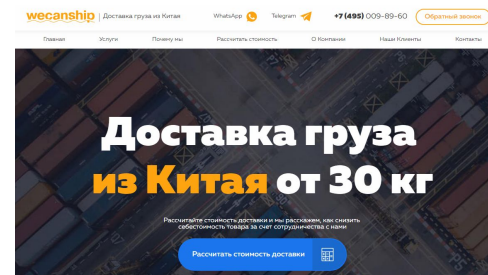 wecanship | Доставка груза из Китая WhatsApp Telegram +7 (495) 009-89-60 Обратный звонок
Главная Услуги Почему мы Рассчитать стоимость О Компании Наши Клиенты Контакты
Доставка груза
из Китая от 30 кг
Рассчитайте стоимость доставки и мы расскажем, как снизить
себестоимость товара за счет сотрудничества с нами
Рассчитать стоимость доставки